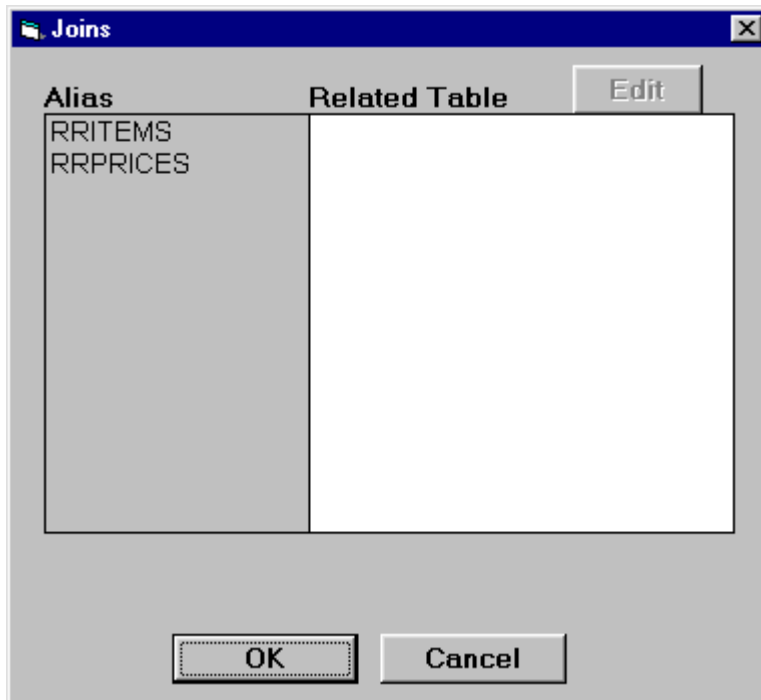 Joins
Alias Related Table Edit
RRITEMS
RRPRICES
OK Cancel